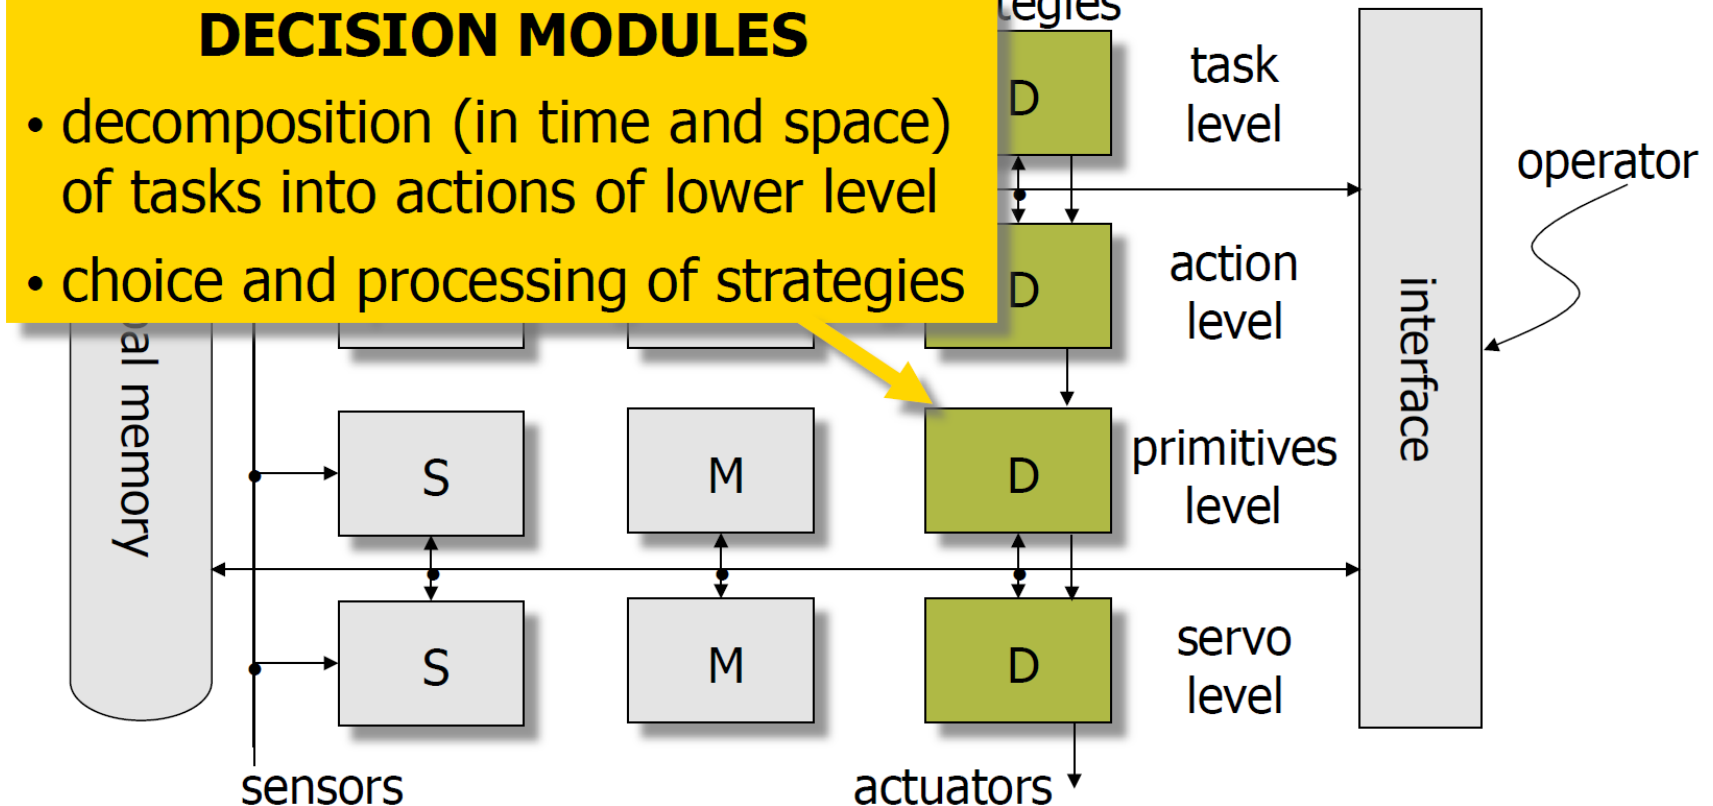 DECISION MODULES
• decomposition (in time and space)
of tasks into actions of lower level
• choice and processing of strategies
D
task
level
operator
D
action
level
interface
memory
S
M
D
primitives
level
S
M
D
servo
level
sensors
actuators